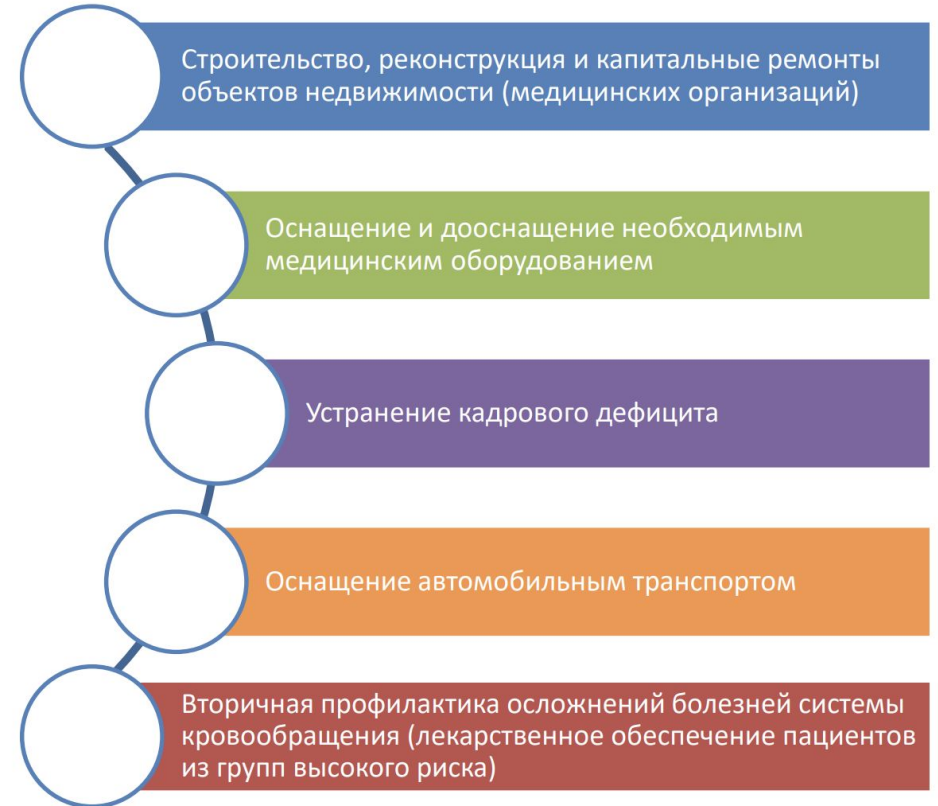 Строительство, реконструкция и капитальные ремонты
объектов недвижимости (медицинских организаций)
Оснащение и дооснащение необходимым
медицинским оборудованием
Устранение кадрового дефицита
Оснащение автомобильным транспортом
Вторичная профилактика осложнений болезней системы
кровообращения (лекарственное обеспечение пациентов
из групп высокого риска)